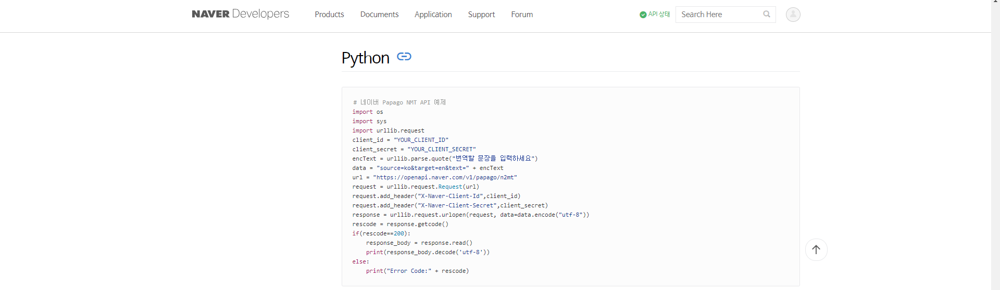 NAVER Developers Products Documents Application Support Forum API 상태 Search Here
Python
# 네이버 Papago NMT API 예제
import os
import sys
import urllib.request
client_id = "YOUR_CLIENT_ID"
client_secret = "YOUR_CLIENT_SECRET"
encText = urllib.parse.quote("번역할 문장을 입력하세요")
data = "source=ko&target=en&text=" + encText
url = "https://openapi.naver.com/v1/papago/n2mt"
request = urllib.request.Request(url)
request.add_header("X-Naver-Client-Id",client_id)
request.add_header("X-Naver-Client-Secret",client_secret)
response = urllib.request.urlopen(request, data=data.encode("utf-8"))
rescode = response.getcode()
if(rescode==200):
    response_body = response.read()
    print(response_body.decode('utf-8'))
else:
    print("Error Code:" + rescode)